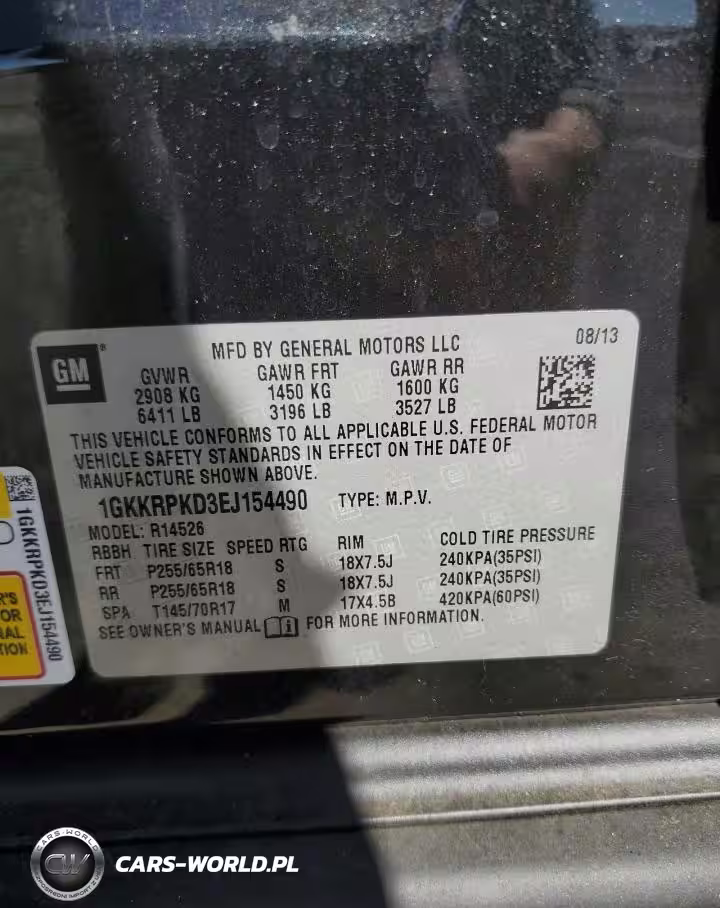 MFD BY GENERAL MOTORS LLC 08/13
GM
GVWR GAWR FRT GAWR RR
2908 KG 1450 KG 1600 KG
6411 LB 3196 LB 3527 LB
THIS VEHICLE CONFORMS TO ALL APPLICABLE U.S. FEDERAL MOTOR
VEHICLE SAFETY STANDARDS IN EFFECT ON THE DATE OF
MANUFACTURE SHOWN ABOVE.
1GKKRPKD3EJ154490 TYPE: M.P.V.
MODEL: R14526
RBBH TIRE SIZE SPEED RTG RIM COLD TIRE PRESSURE
FRT P255/65R18 S 18X7.5J 240KPA(35PSI)
RR P255/65R18 S 18X7.5J 240KPA(35PSI)
SPA T145/70R17 M 17X4.5B 420KPA(60PSI)
SEE OWNER'S MANUAL FOR MORE INFORMATION.
1GKKRPKD3EJ154490
CARS-WORLD
CW
CARS-WORLD.PL